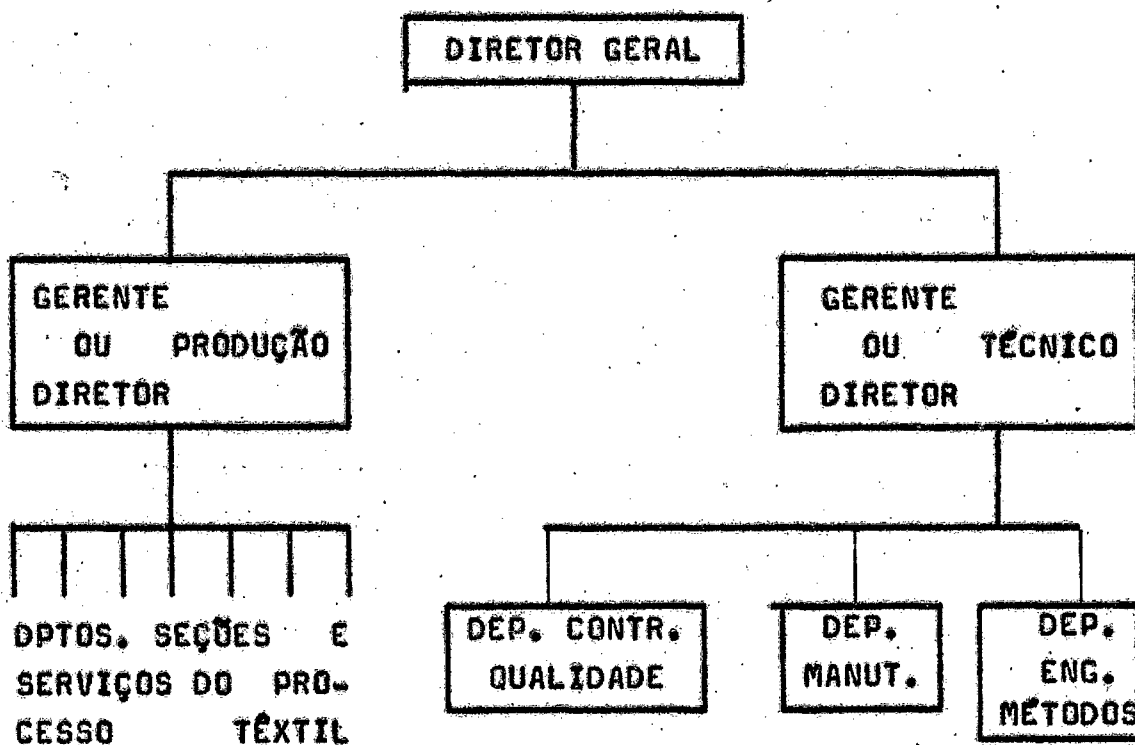 DIRETOR GERAL
GERENTE
OU PRODUÇÃO
DIRETOR
GERENTE
OU TÉCNICO
DIRETOR
DPTOS. SEÇÕES E
SERVIÇOS DO PRO-
CESSO TÊXTIL
DEP. CONTR.
QUALIDADE
DEP.
MANUT.
DEP.
ENG.
MÉTODOS